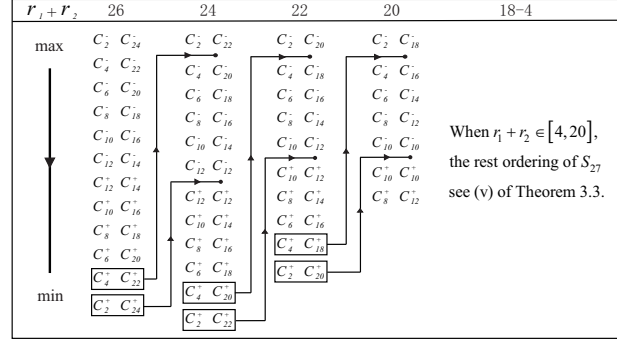 r₁ + r₂ 26 24 22 20 18-4
max
min
C₂⁻ C₂₄⁻
C₄⁻ C₂₂⁻
C₆⁻ C₂₀⁻
C₈⁻ C₁₈⁻
C₁₀⁻ C₁₆⁻
C₁₂⁻ C₁₄⁻
C₁₂⁺ C₁₄⁺
C₁₀⁺ C₁₆⁺
C₈⁺ C₁₈⁺
C₆⁺ C₂₀⁺
C₄⁺ C₂₂⁺
C₂⁺ C₂₄⁺
C₂⁻ C₂₂⁻
C₄⁻ C₂₀⁻
C₆⁻ C₁₈⁻
C₈⁻ C₁₆⁻
C₁₀⁻ C₁₄⁻
C₁₂⁻ C₁₂⁻
C₁₂⁺ C₁₂⁺
C₁₀⁺ C₁₄⁺
C₈⁺ C₁₆⁺
C₆⁺ C₁₈⁺
C₄⁺ C₂₀⁺
C₂⁺ C₂₂⁺
C₂⁻ C₂₀⁻
C₄⁻ C₁₈⁻
C₆⁻ C₁₆⁻
C₈⁻ C₁₄⁻
C₁₀⁻ C₁₂⁻
C₁₀⁺ C₁₂⁺
C₈⁺ C₁₄⁺
C₆⁺ C₁₆⁺
C₄⁺ C₁₈⁺
C₂⁺ C₂₀⁺
C₂⁻ C₁₈⁻
C₄⁻ C₁₆⁻
C₆⁻ C₁₄⁻
C₈⁻ C₁₂⁻
C₁₀⁻ C₁₀⁻
C₁₀⁺ C₁₀⁺
C₈⁺ C₁₂⁺
When r₁ + r₂ ∈ [4, 20],
the rest ordering of S₂₇
see (v) of Theorem 3.3.